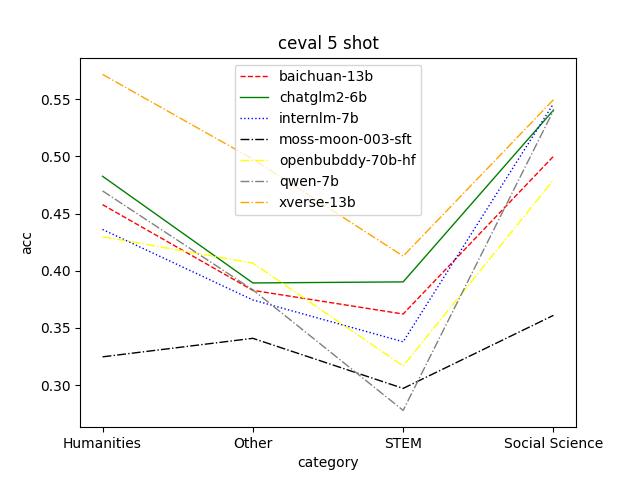 ceval 5 shot
baichuan-13b
chatglm2-6b
internlm-7b
moss-moon-003-sft
openbubddy-70b-hf
qwen-7b
xverse-13b
acc
0.55
0.50
0.45
0.40
0.35
0.30
Humanities Other STEM Social Science
category